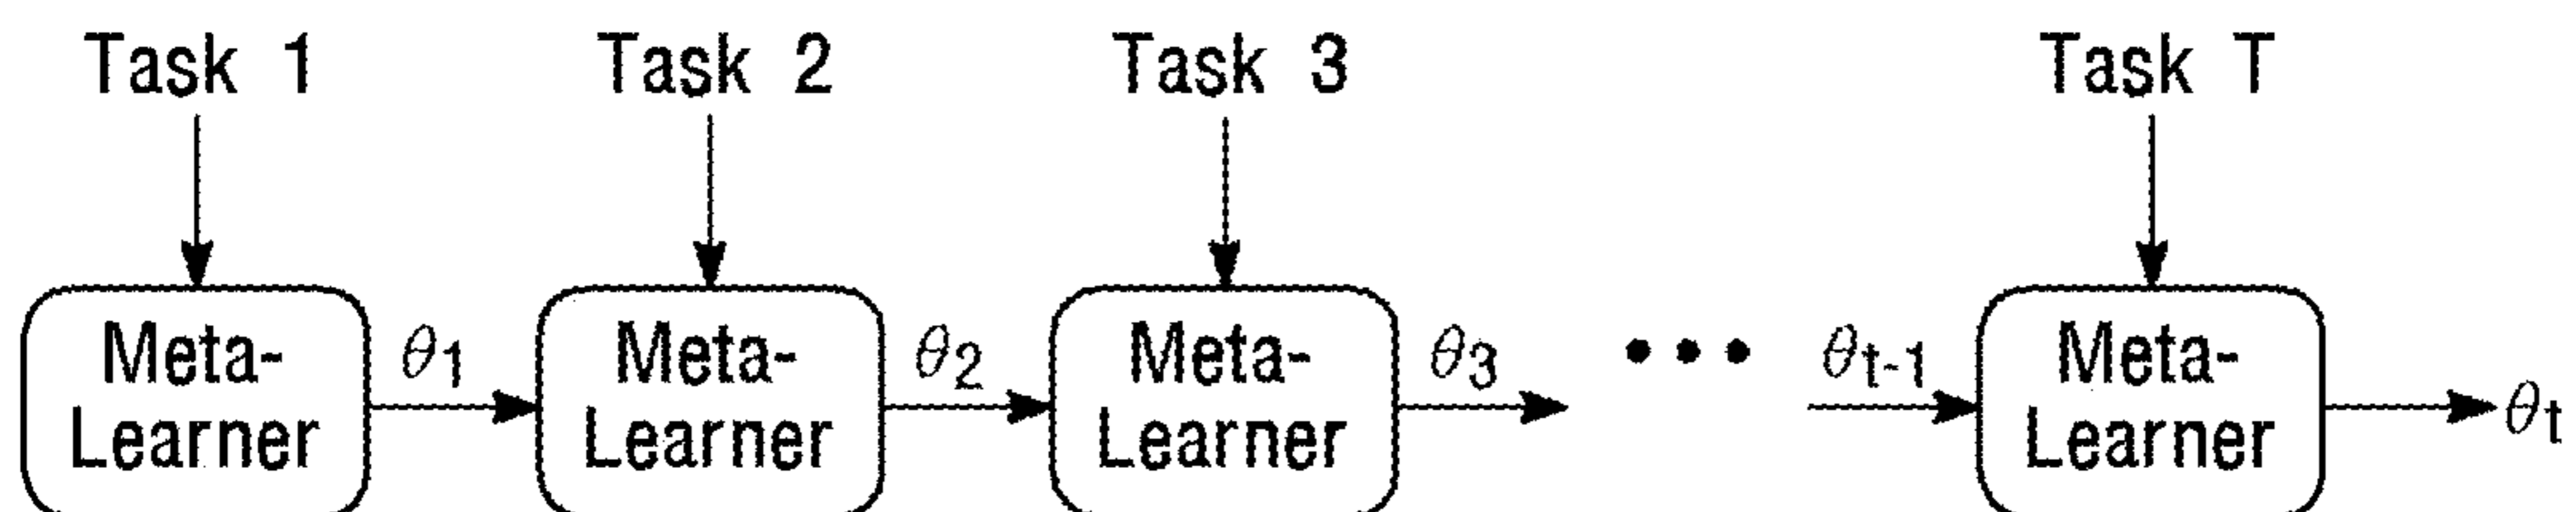 Task 1
Task 2
Task 3
Task T
Meta-
Learner
θ1
Meta-
Learner
θ2
Meta-
Learner
θ3
•••
θt-1
Meta-
Learner
θt